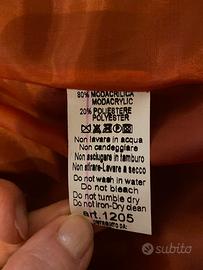 80% MODACRILICA
MODACRYLIC
20% POLIESTERE
POLYESTER
Non lavare in acqua
Non candeggiare
Non asciugare in tamburo
Non stirare-Lavare a secco
Do not wash in water
Do not bleach
Do not tumble dry
Do not iron-Dry clean
art.1205
subito